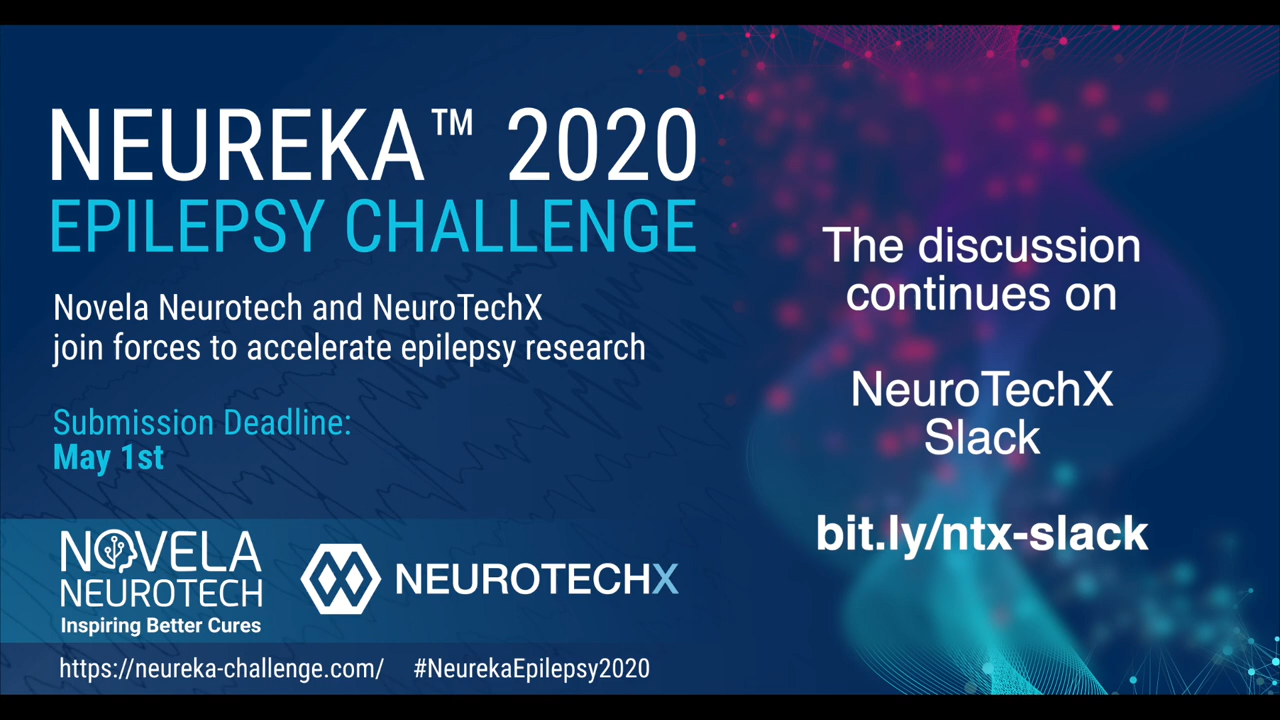 NEUREKA™ 2020
EPILEPSY CHALLENGE
Novela Neurotech and NeuroTechX
join forces to accelerate epilepsy research
Submission Deadline:
May 1st
NOVELA
NEUROTECH
Inspiring Better Cures
NEUROTECHX
https://neureka-challenge.com/ #NeurekaEpilepsy2020
The discussion
continues on
NeuroTechX
Slack
bit.ly/ntx-slack